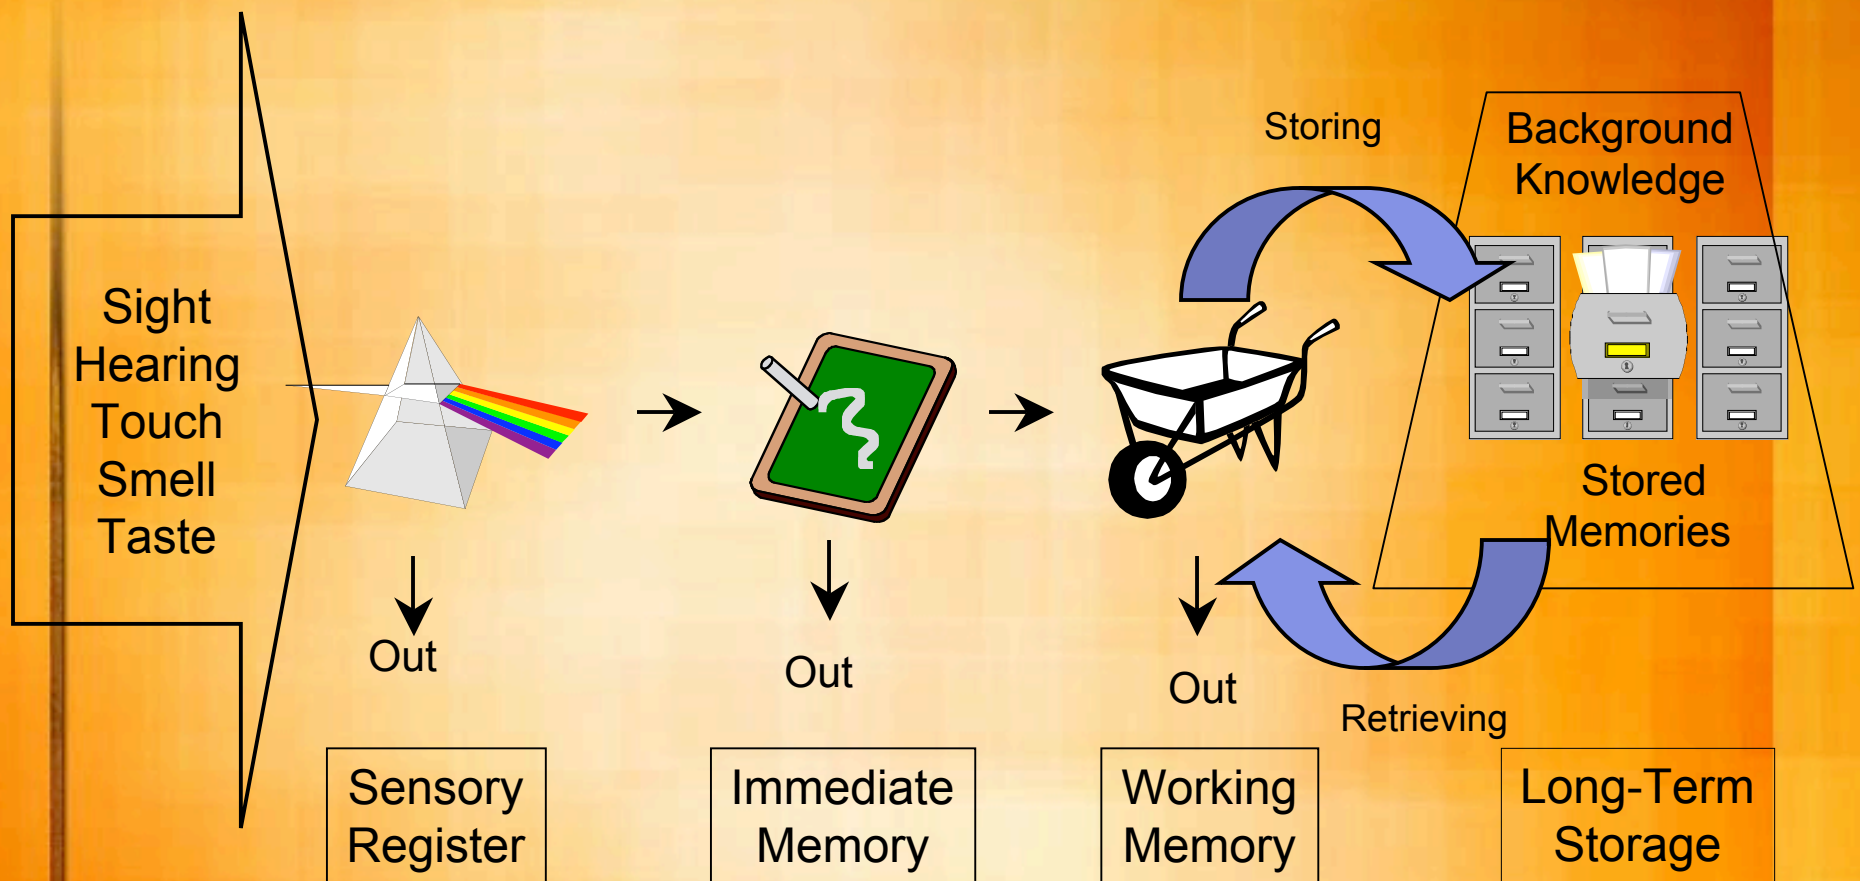 Sight
Hearing
Touch
Smell
Taste
Out
Out
Out
Storing
Background
Knowledge
Stored
Memories
Retrieving
Sensory
Register
Immediate
Memory
Working
Memory
Long-Term
Storage